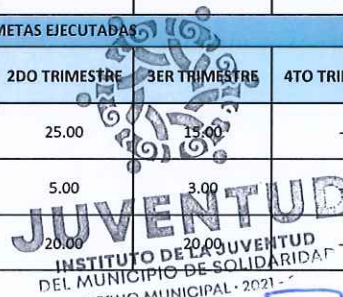 METAS EJECUTADAS
2DO TRIMESTRE 3ER TRIMESTRE 4TO
25.00 15.00 -
5.00 3.00 -
20.00 20.00 -
JUVENTUD
INSTITUTO DE LA JUVENTUD
DEL MUNICIPIO DE SOLIDARIDAD
MUNICIPAL · 2021 -